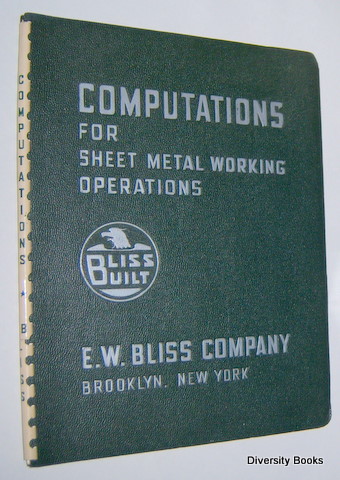 COMPUTATIONS
FOR
SHEET METAL WORKING
OPERATIONS
BLISS
BUILT
E.W. BLISS COMPANY
BROOKLYN. NEW YORK
COMPUTATIONS * BLISS
Diversity Books